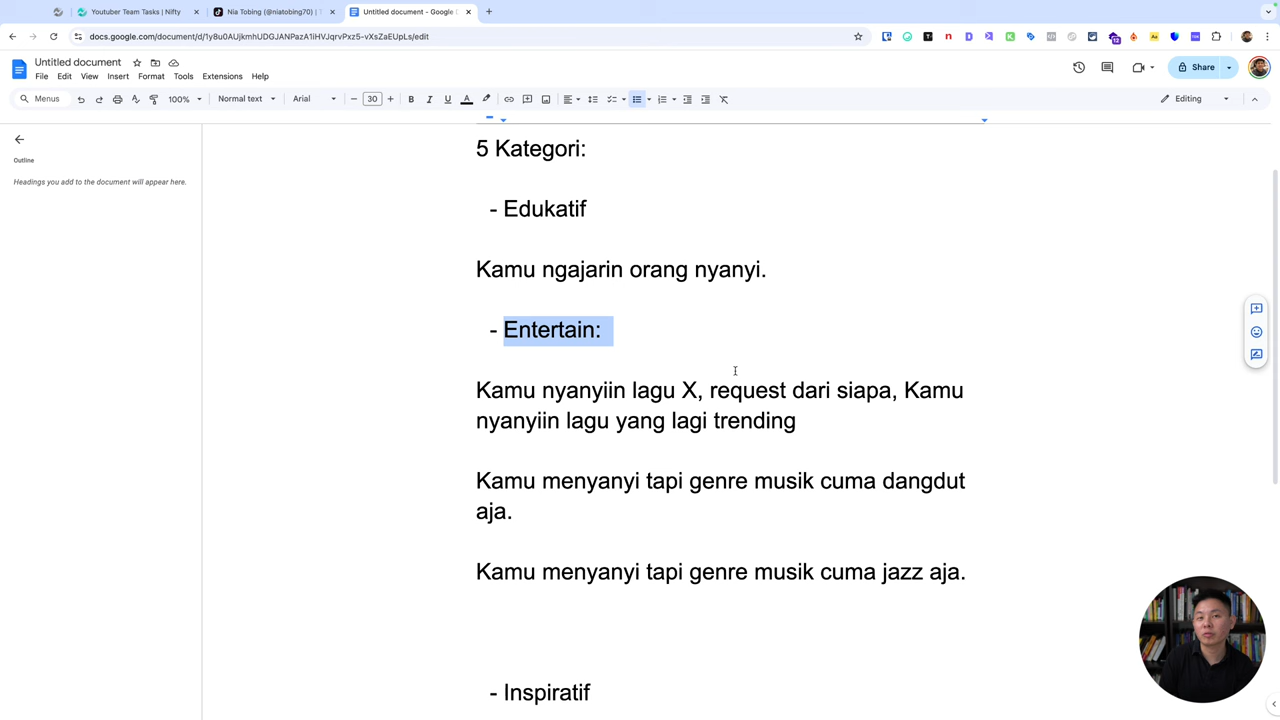 Youtuber Team Tasks | Nifty
Nia Tobing (@niatobing70) | T
Untitled document - Google D
docs.google.com/document/d/1y8u0AUjkmhUDGJANPazA1iHVJqrvPxz5-vXsZaEUpLs/edit
Untitled document
Share
File Edit View Insert Format Tools Extensions Help
Menus
100%
Normal text
Arial
30
Editing
Outline
Headings you add to the document will appear here.
5 Kategori:
- Edukatif
Kamu ngajarin orang nyanyi.
- Entertain:
Kamu nyanyiin lagu X, request dari siapa, Kamu
nyanyiin lagu yang lagi trending
Kamu menyanyi tapi genre musik cuma dangdut
aja.
Kamu menyanyi tapi genre musik cuma jazz aja.
- Inspiratif